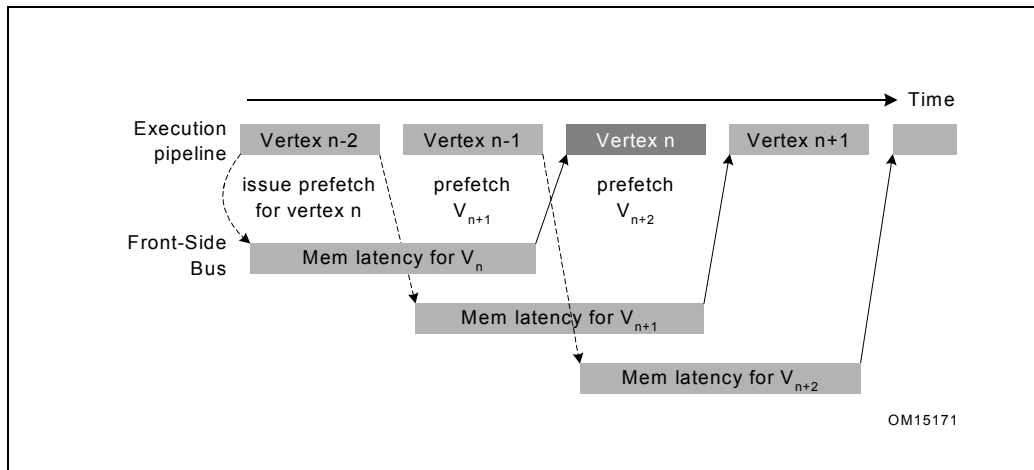 Time
Execution pipeline
Vertex n-2
Vertex n-1
Vertex n
Vertex n+1
issue prefetch for vertex n
prefetch Vn+1
prefetch Vn+2
Front-Side Bus
Mem latency for Vn
Mem latency for Vn+1
Mem latency for Vn+2
OM15171